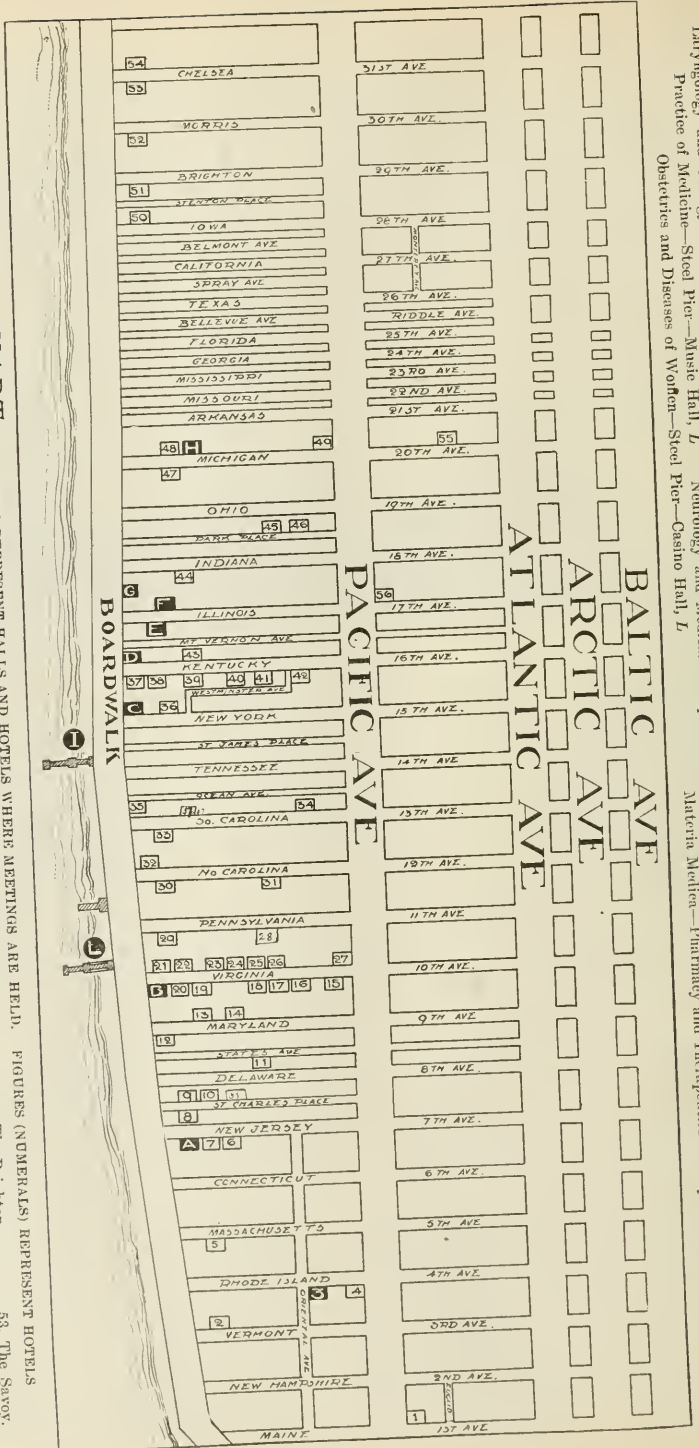 Practice of Medicine—Steel Pier—Music Hall, L
Obstetrics and Diseases of Women—Steel Pier—Casino Hall, L
Neurology and
Materia Medica—Pharmacy and Therapeutics
BALTIC AVE
ARCTIC AVE
ATLANTIC AVE
PACIFIC AVE
BOARDWALK
31ST AVE
30TH AVE.
29TH AVE.
28TH AVE
27TH AVE.
26TH AVE.
RIDDLE AVE.
25TH AVE.
24TH AVE.
23RD AVE.
22ND AVE.
21ST AVE.
20TH AVE.
19TH AVE.
18TH AVE.
17TH AVE.
16TH AVE.
15TH AVE.
14TH AVE
13TH AVE.
12TH AVE.
11TH AVE.
10TH AVE.
9TH AVE.
8TH AVE.
7TH AVE.
6TH AVE.
5TH AVE.
4TH AVE
3RD AVE.
2ND AVE.
1ST AVE
CHELSEA
MORRIS
BRIGHTON
STENTON PLACE
IOWA
BELMONT AVE
CALIFORNIA
SPRAY AVE
TEXAS
BELLEVUE AVE
FLORIDA
GEORGIA
MISSISSIPPI
MISSOURI
ARKANSAS
MICHIGAN
OHIO
PARK PLACE
INDIANA
ILLINOIS
MT VERNON AVE
KENTUCKY
WESTMINSTER AVE
NEW YORK
ST JAMES PLACE
TENNESSEE
OCEAN AVE.
SO. CAROLINA
NO CAROLINA
PENNSYLVANIA
VIRGINIA
MARYLAND
STATES AVE
DELAWARE
ST CHARLES PLACE
NEW JERSEY
CONNECTICUT
MASSACHUSETTS
RHODE ISLAND
ORIENTAL AVE
VERMONT
NEW HAMPSHIRE
MAINE
54
53
52
51
50
49
48 H
47
55
45 46
44
56
G
F
E
D
43
37 38 39 40 41 42
C 36
I
35
34
33
32
30 31
29 28
L
21 22 23 24 25 26 27
B 20 19 18 17 16 15
13 14
12
11
9 10
8
A 7 6
5
3 4
2
1
REPRESENT HALLS AND HOTELS WHERE MEETINGS ARE HELD. FIGURES (NUMERALS) REPRESENT HOTELS
53. The Savoy.